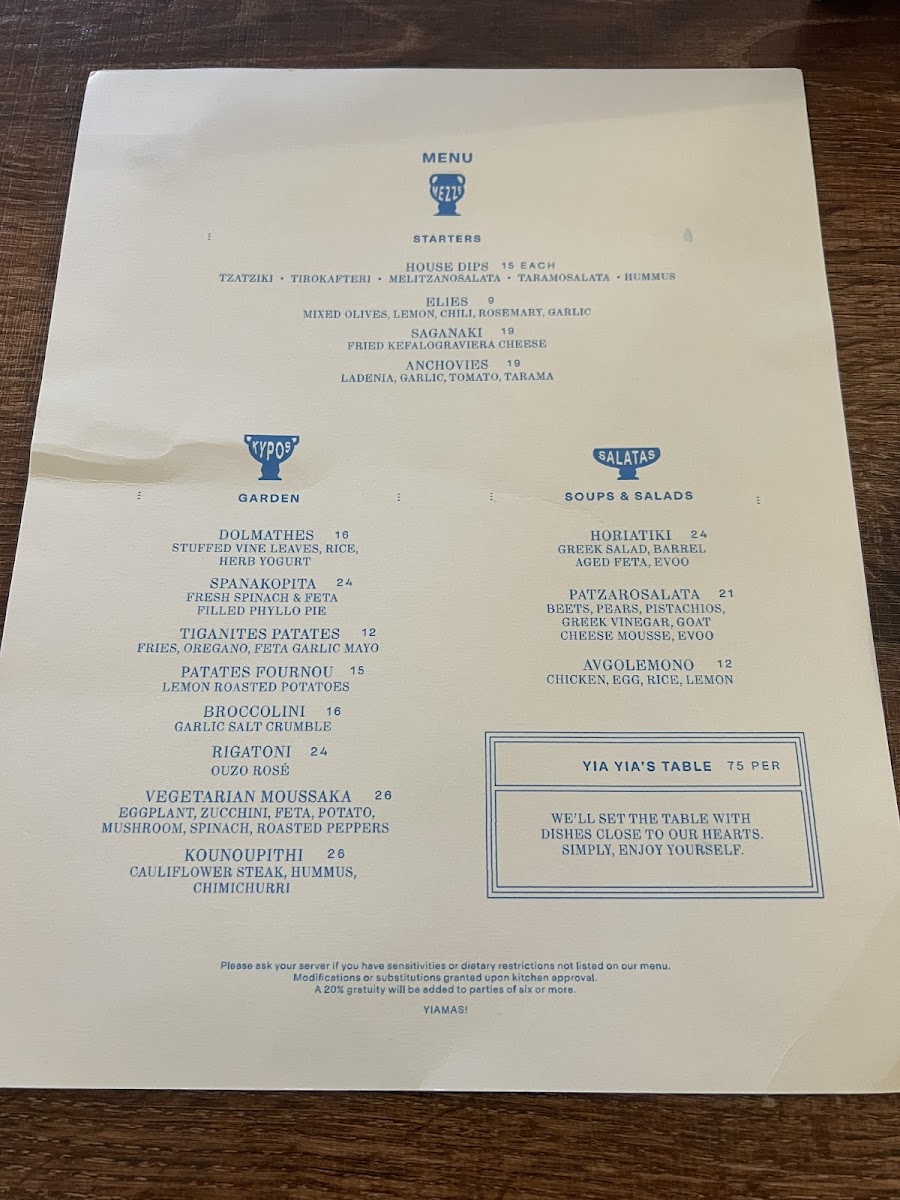 MENU
MEZZE
STARTERS
HOUSE DIPS 15 EACH
TZATZIKI • TIROKAFTERI • MELITZANOSALATA • TARAMOSALATA • HUMMUS
ELIES 9
MIXED OLIVES, LEMON, CHILI, ROSEMARY, GARLIC
SAGANAKI 19
FRIED KEFALOGRAVIERA CHEESE
ANCHOVIES 19
LADENIA, GARLIC, TOMATO, TARAMA
KYPOS
GARDEN
DOLMATHES 16
STUFFED VINE LEAVES, RICE,
HERB YOGURT
SPANAKOPITA 24
FRESH SPINACH & FETA
FILLED PHYLLO PIE
TIGANITES PATATES 12
FRIES, OREGANO, FETA GARLIC MAYO
PATATES FOURNOU 15
LEMON ROASTED POTATOES
BROCCOLINI 16
GARLIC SALT CRUMBLE
RIGATONI 24
OUZO ROSÉ
VEGETARIAN MOUSSAKA 26
EGGPLANT, ZUCCHINI, FETA, POTATO,
MUSHROOM, SPINACH, ROASTED PEPPERS
KOUNOUPITHI 26
CAULIFLOWER STEAK, HUMMUS,
CHIMICHURRI
SALATAS
SOUPS & SALADS
HORIATIKI 24
GREEK SALAD, BARREL
AGED FETA, EVOO
PATZAROSALATA 21
BEETS, PEARS, PISTACHIOS,
GREEK VINEGAR, GOAT
CHEESE MOUSSE, EVOO
AVGOLEMONO 12
CHICKEN, EGG, RICE, LEMON
YIA YIA'S TABLE 75 PER
WE'LL SET THE TABLE WITH
DISHES CLOSE TO OUR HEARTS.
SIMPLY, ENJOY YOURSELF.
Please ask your server if you have sensitivities or dietary restrictions not listed on our menu.
Modifications or substitutions granted upon kitchen approval.
A 20% gratuity will be added to parties of six or more.
YIAMAS!